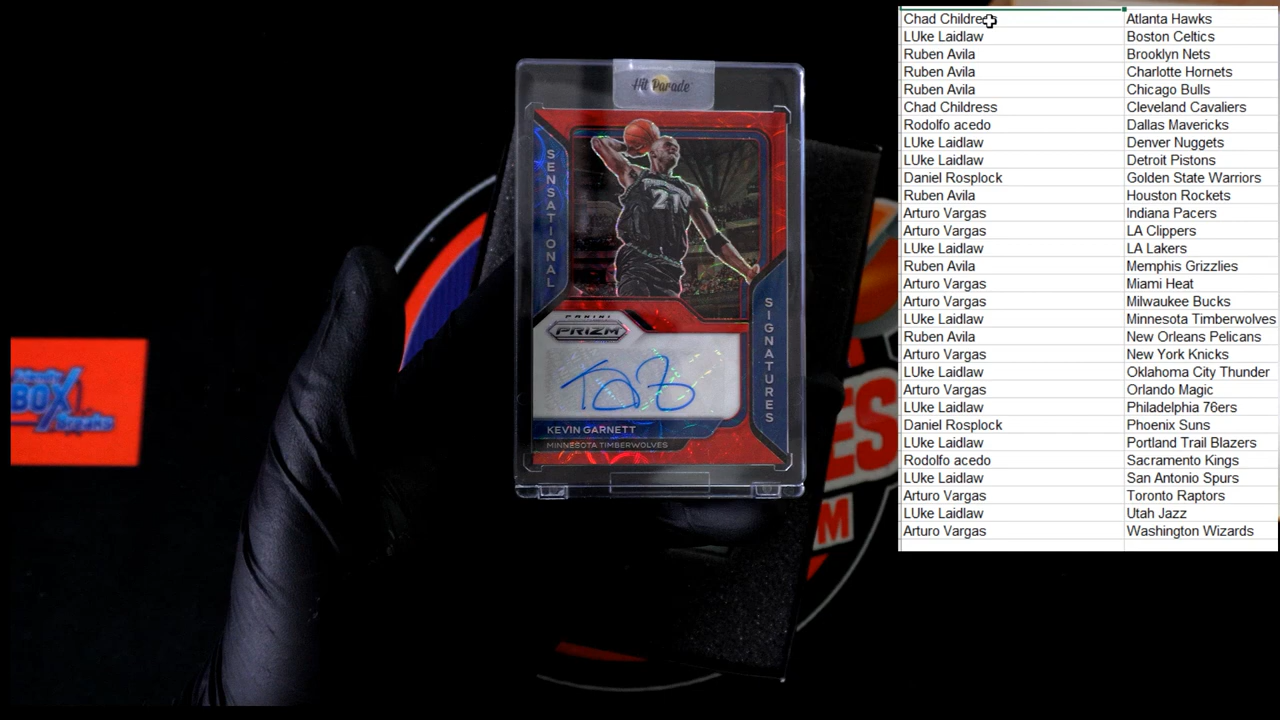 Hit Parade
SENSATIONAL
21
PANINI
PRIZM
SIGNATURES
KEVIN GARNETT
MINNESOTA TIMBERWOLVES
BOX
ES
M
Chad Childress Atlanta Hawks
LUke Laidlaw Boston Celtics
Ruben Avila Brooklyn Nets
Ruben Avila Charlotte Hornets
Ruben Avila Chicago Bulls
Chad Childress Cleveland Cavaliers
Rodolfo acedo Dallas Mavericks
LUke Laidlaw Denver Nuggets
LUke Laidlaw Detroit Pistons
Daniel Rosplock Golden State Warriors
Ruben Avila Houston Rockets
Arturo Vargas Indiana Pacers
Arturo Vargas LA Clippers
LUke Laidlaw LA Lakers
Ruben Avila Memphis Grizzlies
Arturo Vargas Miami Heat
Arturo Vargas Milwaukee Bucks
LUke Laidlaw Minnesota Timberwolves
Ruben Avila New Orleans Pelicans
Arturo Vargas New York Knicks
LUke Laidlaw Oklahoma City Thunder
Arturo Vargas Orlando Magic
LUke Laidlaw Philadelphia 76ers
Daniel Rosplock Phoenix Suns
LUke Laidlaw Portland Trail Blazers
Rodolfo acedo Sacramento Kings
LUke Laidlaw San Antonio Spurs
Arturo Vargas Toronto Raptors
LUke Laidlaw Utah Jazz
Arturo Vargas Washington Wizards